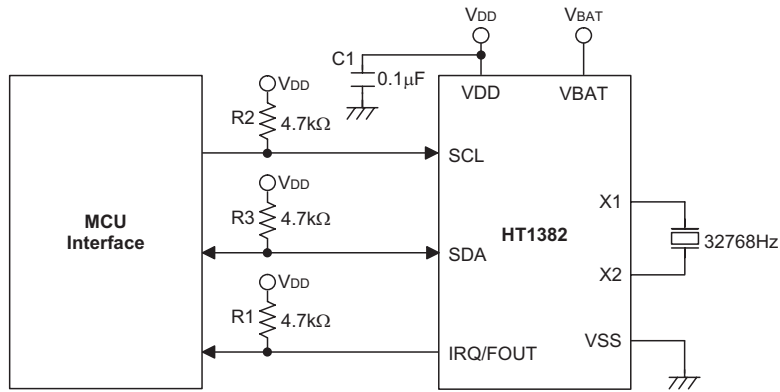 VDD
VBAT
C1
0.1μF
VDD
VBAT
VDD
R2
4.7kΩ
SCL
VDD
R3
4.7kΩ
MCU
Interface
SDA
HT1382
X1
32768Hz
X2
VDD
R1
4.7kΩ
IRQ/FOUT
VSS